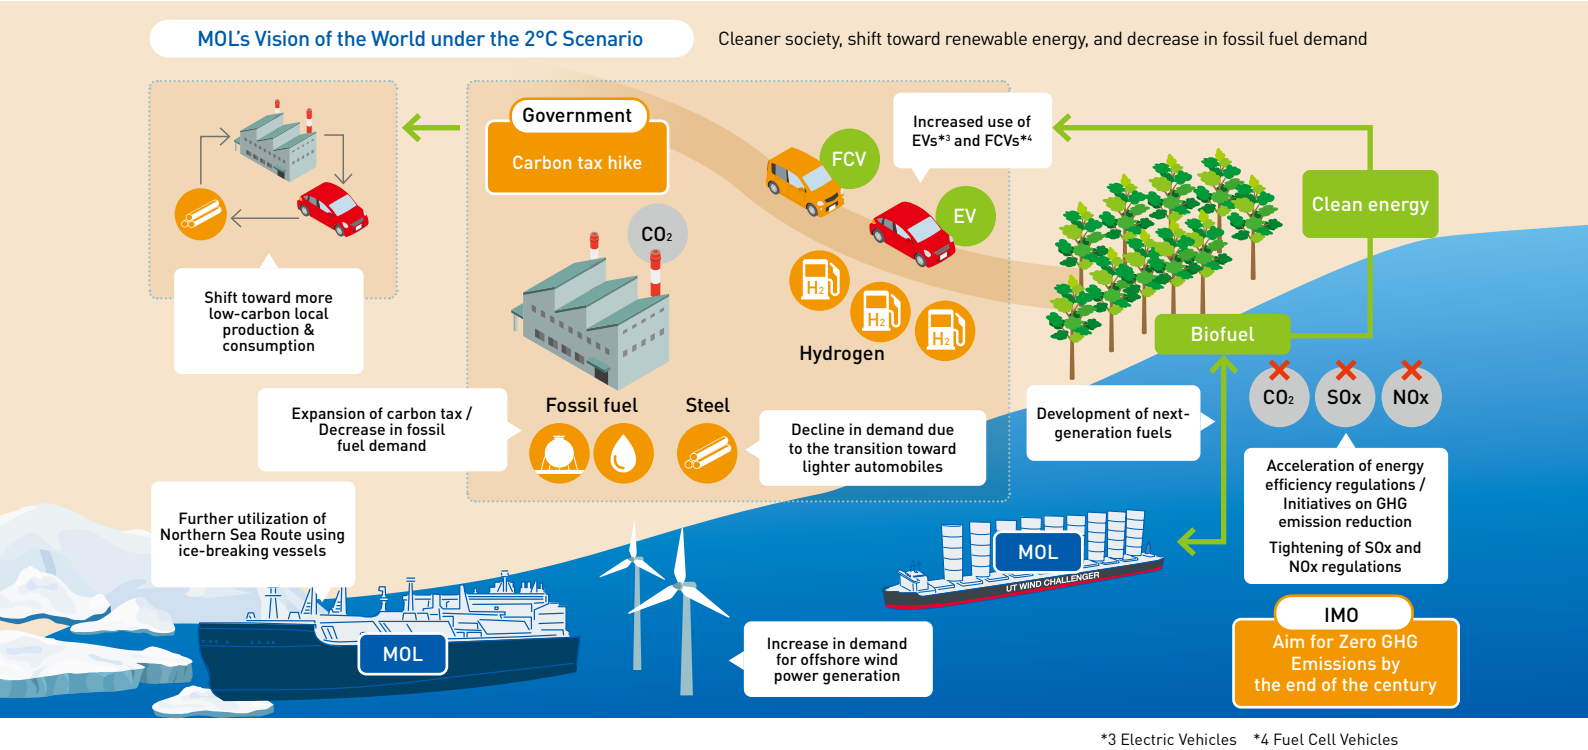 MOL's Vision of the World under the 2°C Scenario
Cleaner society, shift toward renewable energy, and decrease in fossil fuel demand
Government
Carbon tax hike
Increased use of
EVs*3 and FCVs*4
FCV
EV
Clean energy
CO2
Shift toward more
low-carbon local
production &
consumption
H2
H2
H2
Hydrogen
Biofuel
Expansion of carbon tax /
Decrease in fossil
fuel demand
Fossil fuel
Steel
Decline in demand due
to the transition toward
lighter automobiles
Development of next-
generation fuels
CO2
SOx
NOx
Acceleration of energy
efficiency regulations /
Initiatives on GHG
emission reduction
Tightening of SOx and
NOx regulations
Further utilization of
Northern Sea Route using
ice-breaking vessels
MOL
UT WIND CHALLENGER
MOL
Increase in demand
for offshore wind
power generation
IMO
Aim for Zero GHG
Emissions by
the end of the century
*3 Electric Vehicles *4 Fuel Cell Vehicles